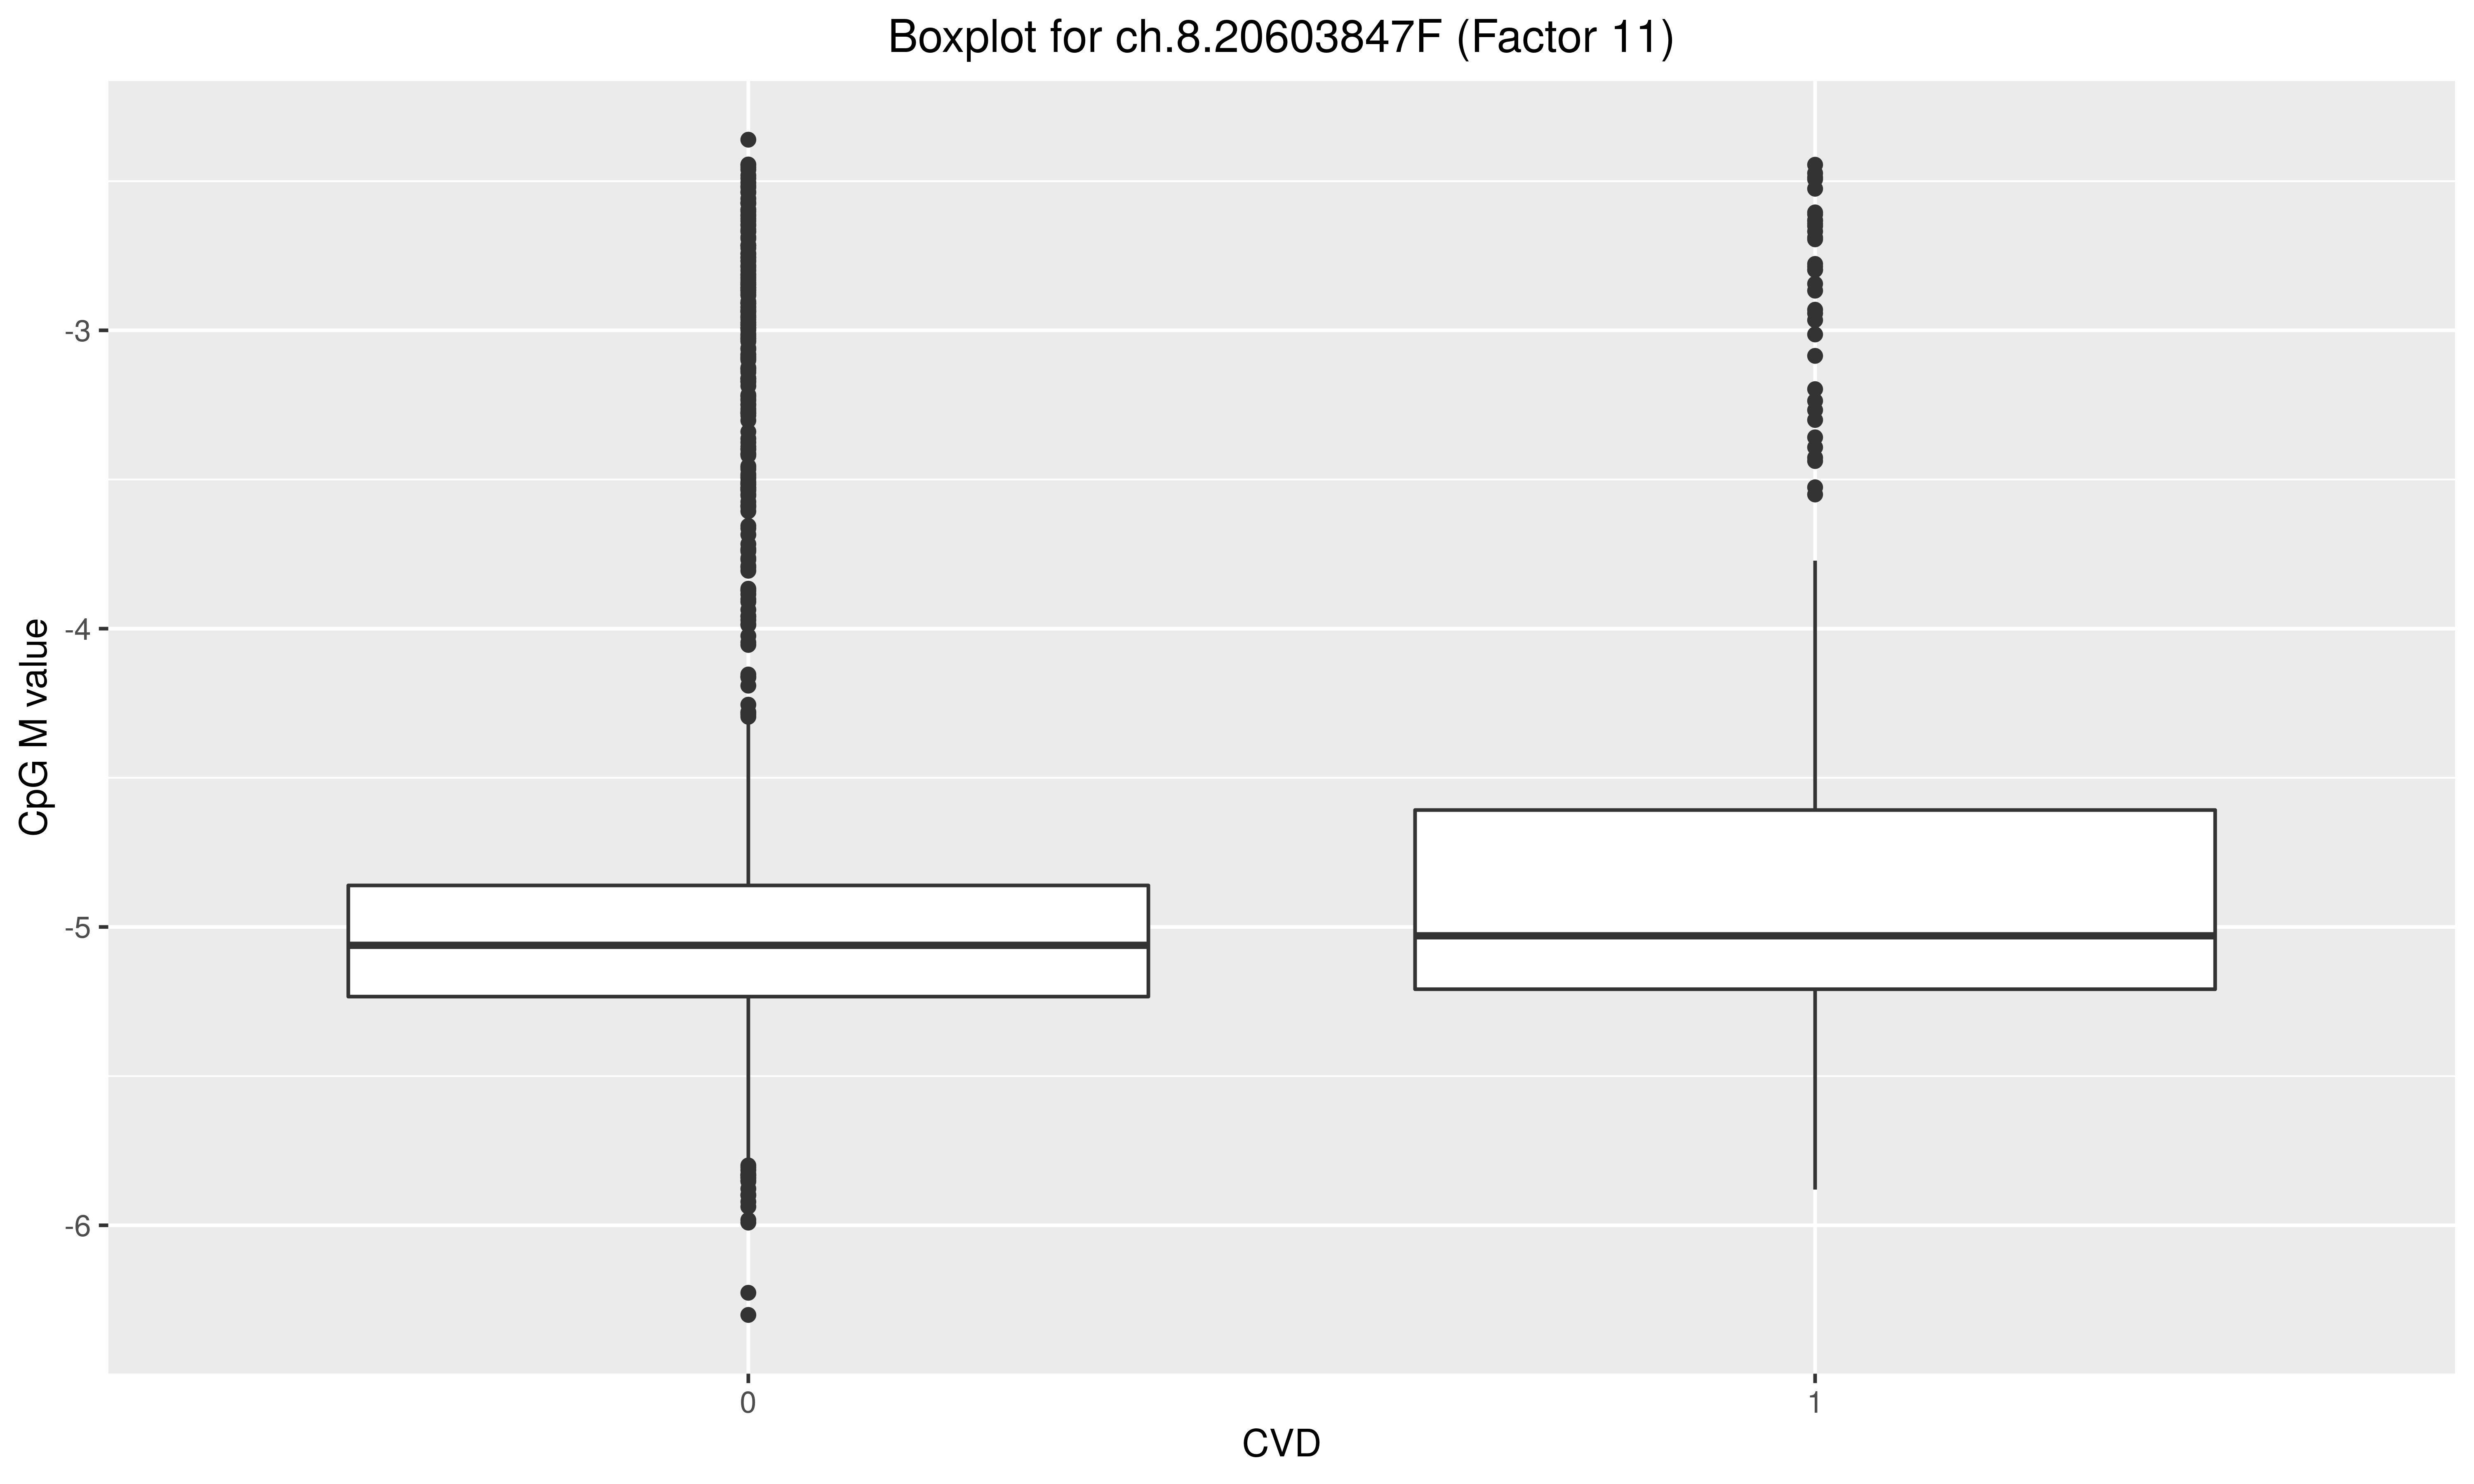 Boxplot for ch.8.20603847F (Factor 11)
CpG M value
-3
-4
-5
-6
0 1
CVD